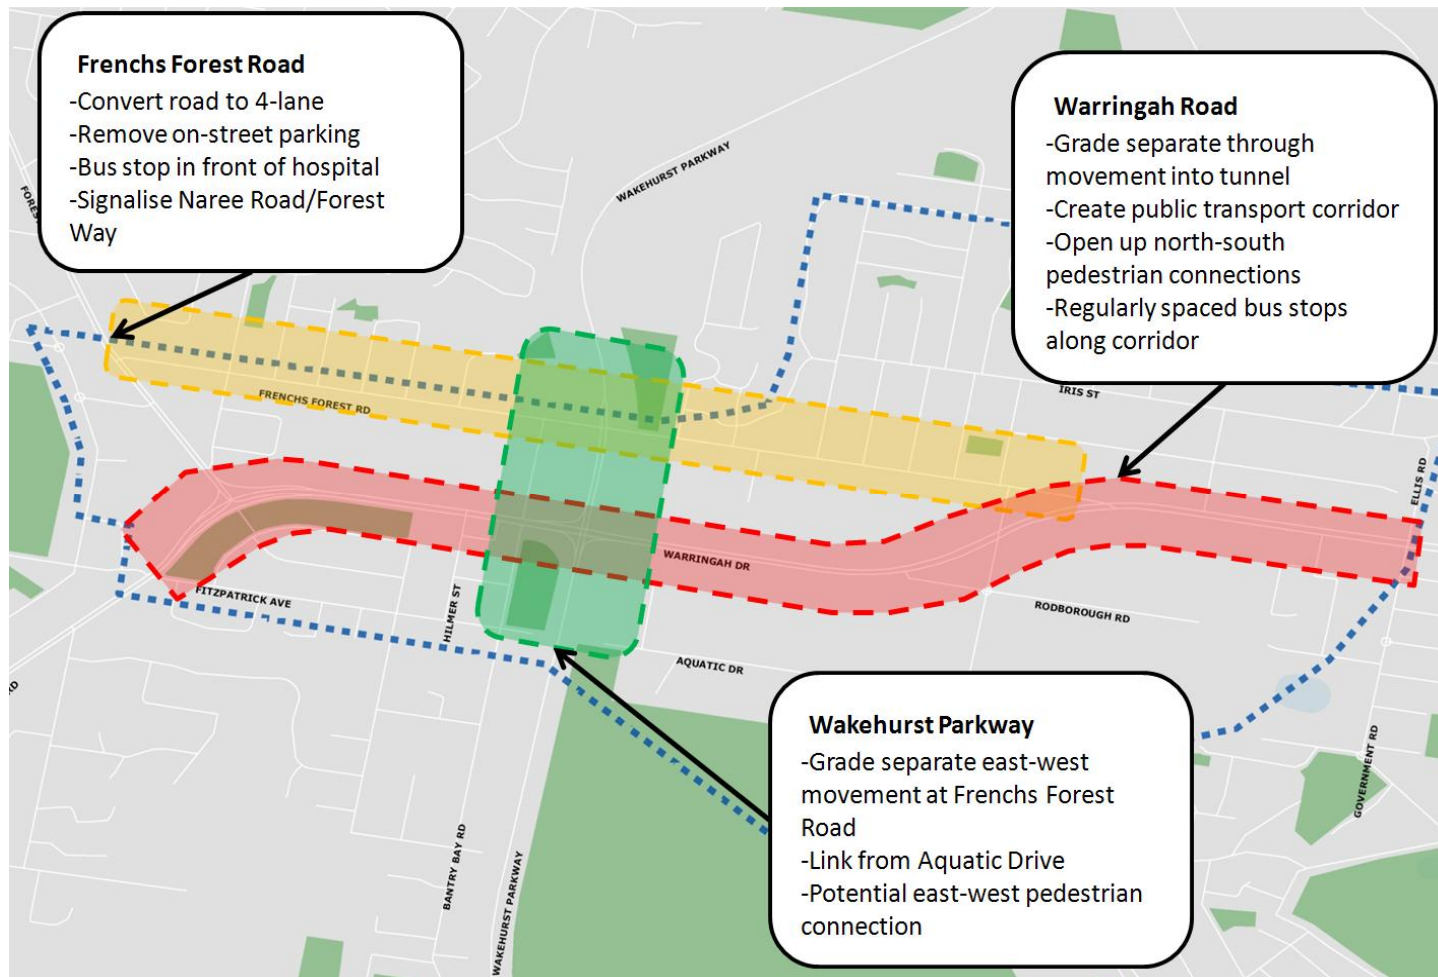 Frenchs Forest Road
-Convert road to 4-lane
-Remove on-street parking
-Bus stop in front of hospital
-Signalise Naree Road/Forest
Way
Warringah Road
-Grade separate through
movement into tunnel
-Create public transport corridor
-Open up north-south
pedestrian connections
-Regularly spaced bus stops
along corridor
WAKEHURST PARKWAY
IRIS ST
FRENCHS FOREST RD
ELLIS RD
WARRINGAH DR
FITZPATRICK AVE
HILMER ST
RODBOROUGH RD
AQUATIC DR
RD
Wakehurst Parkway
-Grade separate east-west
movement at Frenchs Forest
Road
-Link from Aquatic Drive
-Potential east-west pedestrian
connection
GOVERNMENT RD
BANTRY BAY RD
WAKEHURST PARKWAY